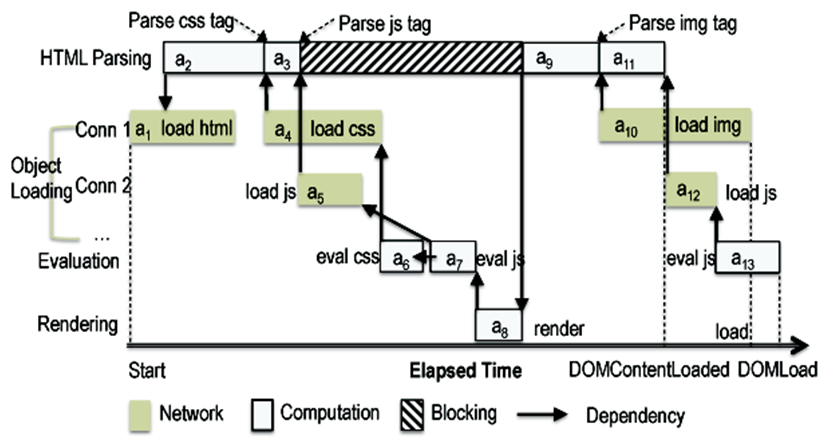 Parse css tag
Parse js tag
Parse img tag
HTML Parsing
a2
a3
a9
a11
Object
Loading
Conn 1
a1 load html
a4 load css
a10 load img
Conn 2
load js
a5
a12
load js
...
Evaluation
eval css
a6
a7
eval js
eval js
a13
Rendering
a8
render
load
Start
Elapsed Time
DOMContentLoaded
DOMLoad
Network
Computation
Blocking
Dependency